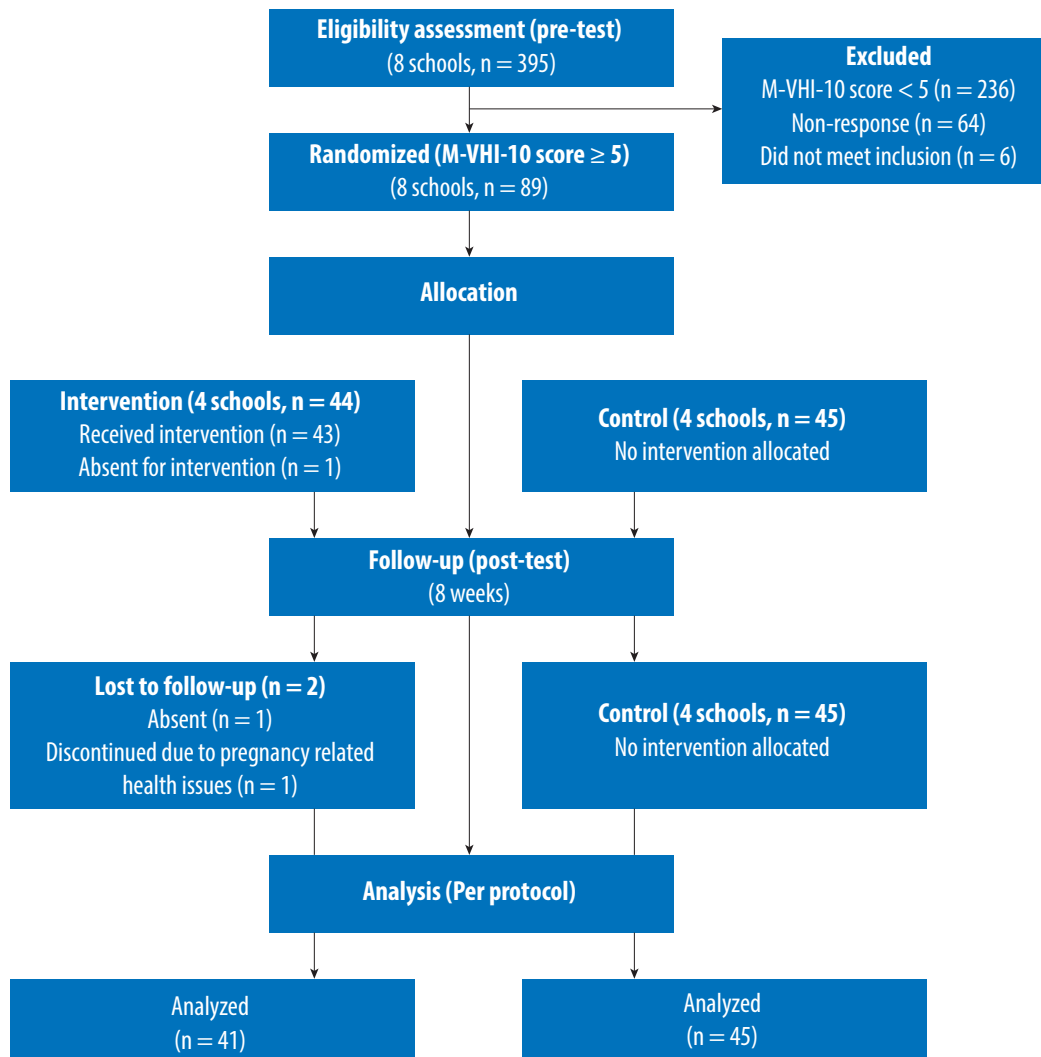 Eligibility assessment (pre-test)
(8 schools, n = 395)
Excluded
M-VHI-10 score < 5 (n = 236)
Non-response (n = 64)
Did not meet inclusion (n = 6)
Randomized (M-VHI-10 score ≥ 5)
(8 schools, n = 89)
Allocation
Intervention (4 schools, n = 44)
Received intervention (n = 43)
Absent for intervention (n = 1)
Control (4 schools, n = 45)
No intervention allocated
Follow-up (post-test)
(8 weeks)
Lost to follow-up (n = 2)
Absent (n = 1)
Discontinued due to pregnancy related
health issues (n = 1)
Control (4 schools, n = 45)
No intervention allocated
Analysis (Per protocol)
Analyzed
(n = 41)
Analyzed
(n = 45)